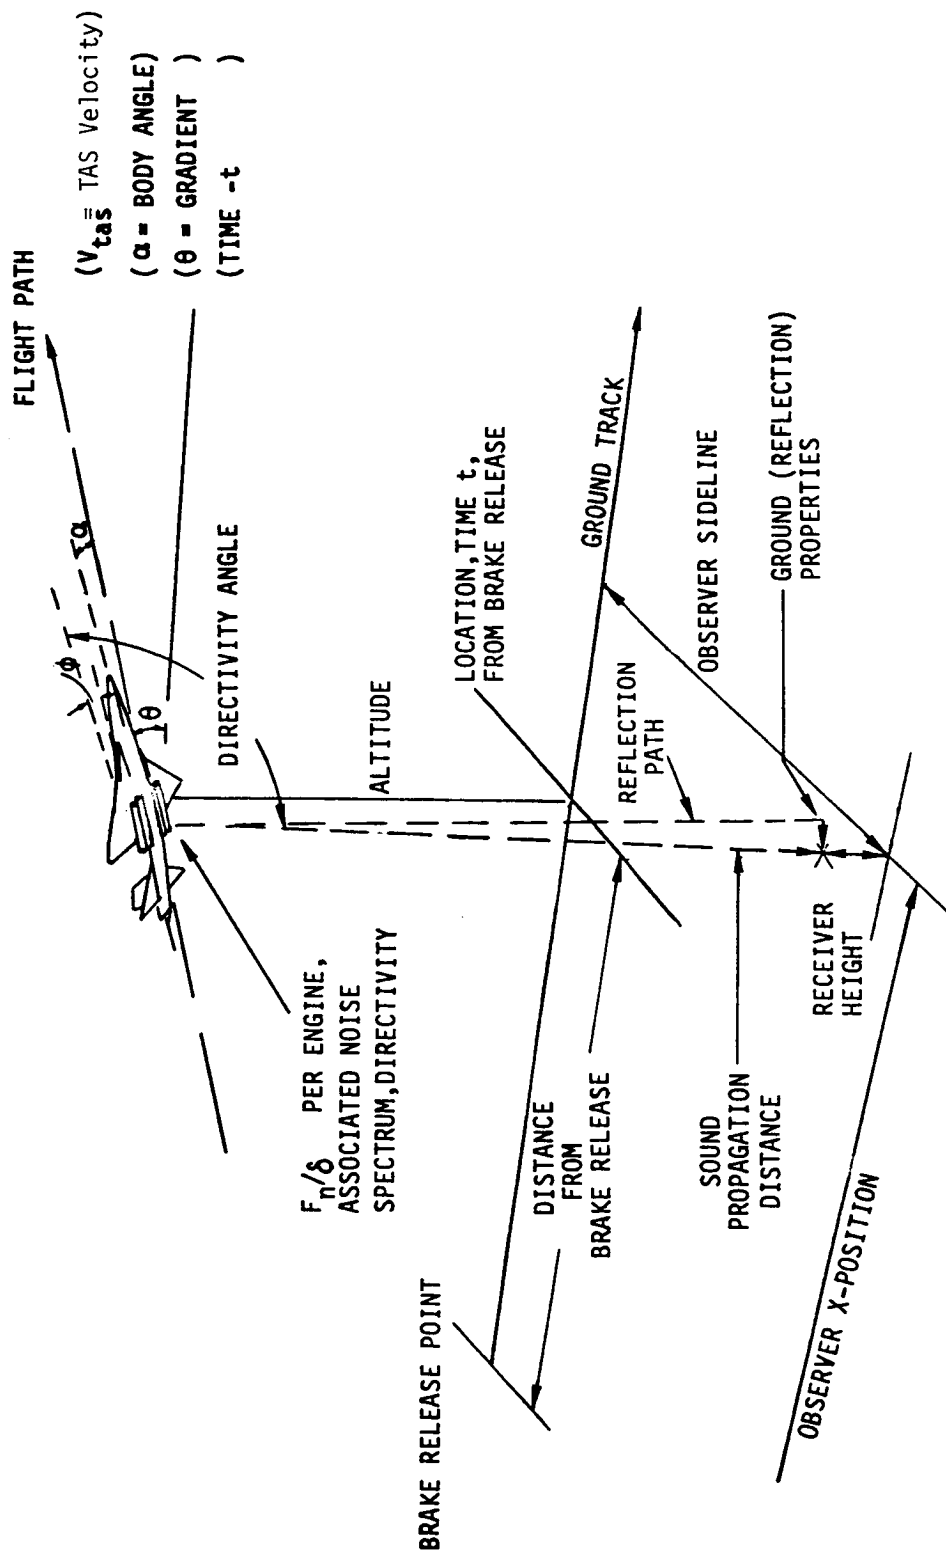 FLIGHT PATH
(Vtas ≡ TAS Velocity)
(α = BODY ANGLE)
(θ = GRADIENT )
(TIME -t )
α
ϕ
θ
DIRECTIVITY ANGLE
Fn/δ PER ENGINE,
ASSOCIATED NOISE
SPECTRUM,DIRECTIVITY
ALTITUDE
LOCATION,TIME t,
FROM BRAKE RELEASE
BRAKE RELEASE POINT
DISTANCE
FROM
BRAKE RELEASE
GROUND TRACK
REFLECTION
PATH
OBSERVER SIDELINE
GROUND (REFLECTION)
PROPERTIES
SOUND
PROPAGATION
DISTANCE
RECEIVER
HEIGHT
OBSERVER X-POSITION